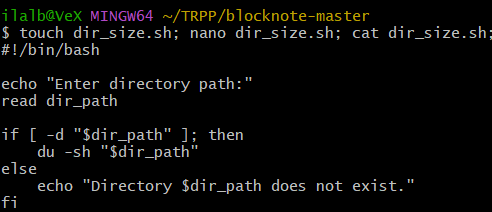 ilalb@VeX MINGW64 ~/TRPP/blocknote-master
$ touch dir_size.sh; nano dir_size.sh; cat dir_size.sh;
#!/bin/bash

echo "Enter directory path:"
read dir_path

if [ -d "$dir_path" ]; then
    du -sh "$dir_path"
else
    echo "Directory $dir_path does not exist."
fi